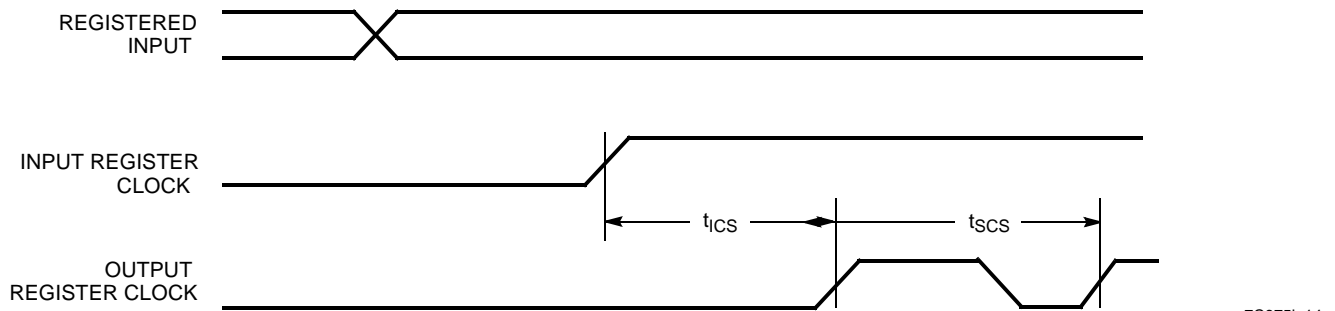 REGISTERED
INPUT
INPUT REGISTER
CLOCK
tICS
tSCS
OUTPUT
REGISTER CLOCK